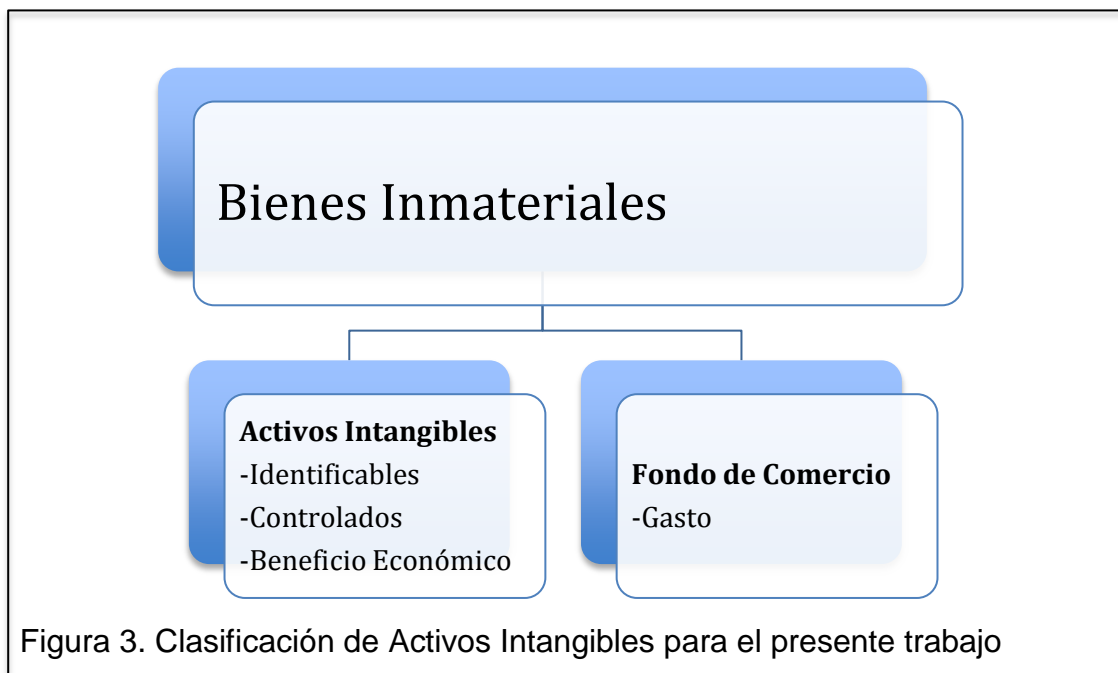 Bienes Inmateriales
Activos Intangibles
-Identificables
-Controlados
-Beneficio Económico
Fondo de Comercio
-Gasto
Figura 3. Clasificación de Activos Intangibles para el presente trabajo